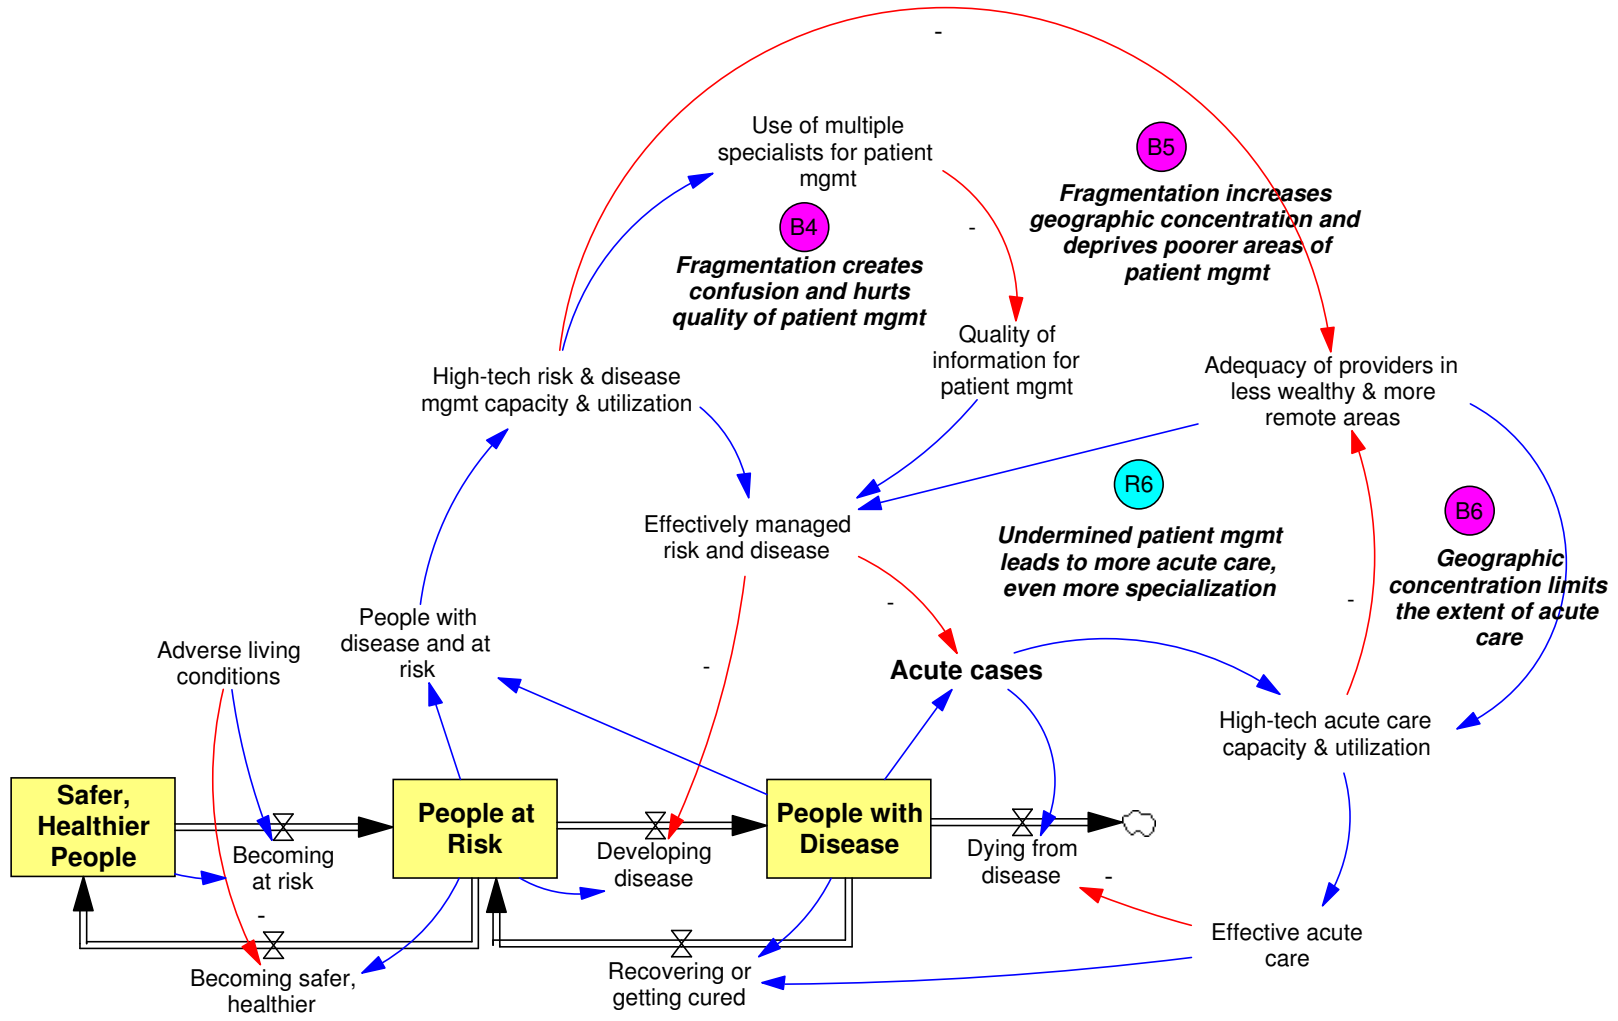 -
Use of multiple
specialists for patient
mgmt
B5
Fragmentation increases
geographic concentration and
deprives poorer areas of
patient mgmt
-
B4
Fragmentation creates
confusion and hurts
quality of patient mgmt
Quality of
information for
patient mgmt
High-tech risk & disease
mgmt capacity & utilization
Adequacy of providers in
less wealthy & more
remote areas
R6
Undermined patient mgmt
leads to more acute care,
even more specialization
B6
Geographic
concentration limits
the extent of acute
care
Effectively managed
risk and disease
-
-
-
People with
disease and at
risk
Adverse living
conditions
Acute cases
High-tech acute care
capacity & utilization
Safer,
Healthier
People
People at
Risk
People with
Disease
Becoming
at risk
Developing
disease
Dying from
disease
-
-
Becoming safer,
healthier
Recovering or
getting cured
Effective acute
care